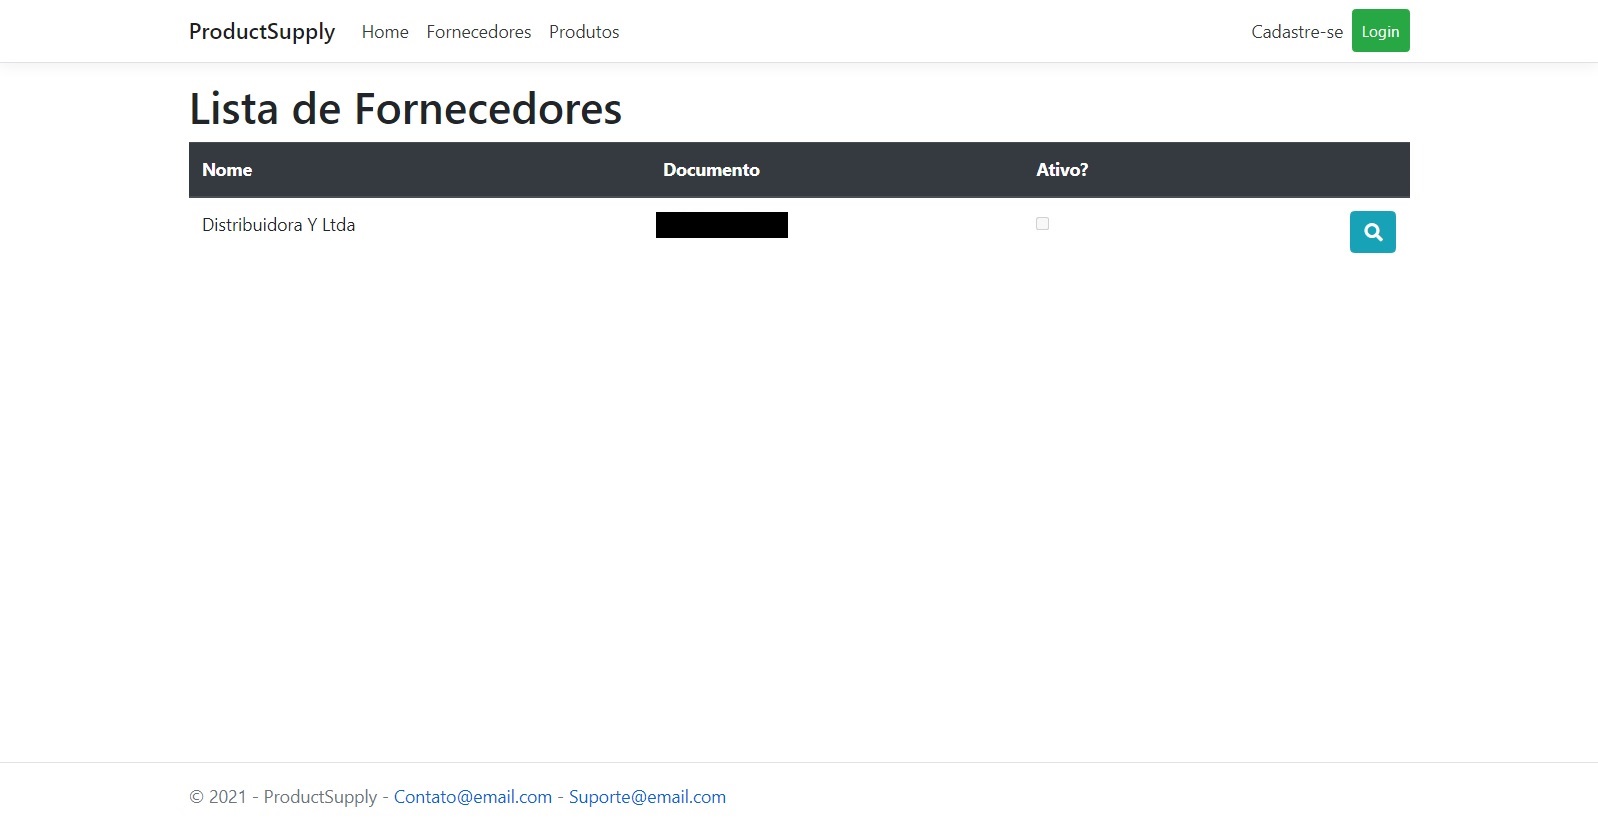 ProductSupply Home Fornecedores Produtos Cadastre-se Login
Lista de Fornecedores
Nome Documento Ativo?
Distribuidora Y Ltda
© 2021 - ProductSupply - Contato@email.com - Suporte@email.com